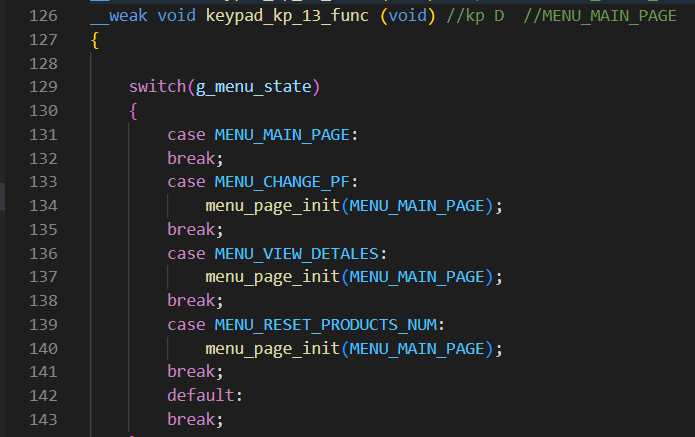 126 __weak void keypad_kp_13_func (void) //kp D  //MENU_MAIN_PAGE
127 {
128
129     switch(g_menu_state)
130     {
131         case MENU_MAIN_PAGE:
132         break;
133         case MENU_CHANGE_PF:
134             menu_page_init(MENU_MAIN_PAGE);
135         break;
136         case MENU_VIEW_DETALES:
137             menu_page_init(MENU_MAIN_PAGE);
138         break;
139         case MENU_RESET_PRODUCTS_NUM:
140             menu_page_init(MENU_MAIN_PAGE);
141         break;
142         default:
143         break;